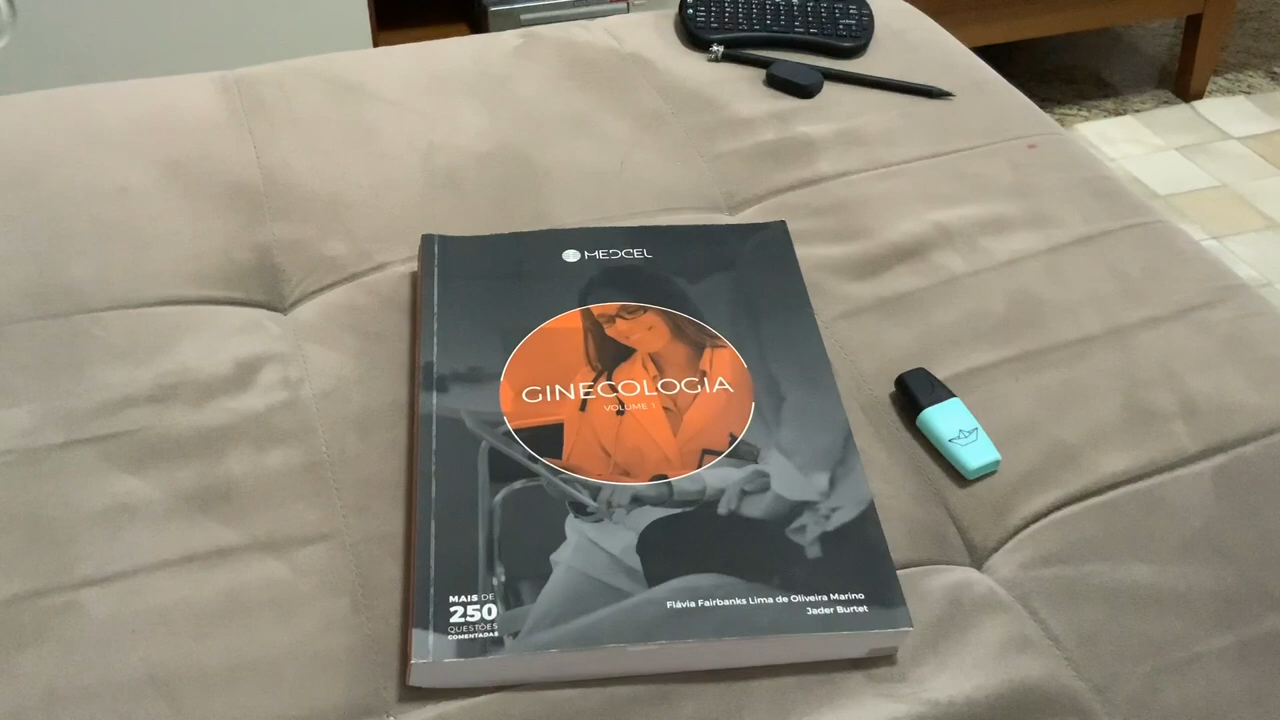 MEDCEL
GINECOLOGIA
VOLUME 1
MAIS DE
250
QUESTÕES
COMENTADAS
Flávia Fairbanks Lima de Oliveira Marino
Jader Burtet